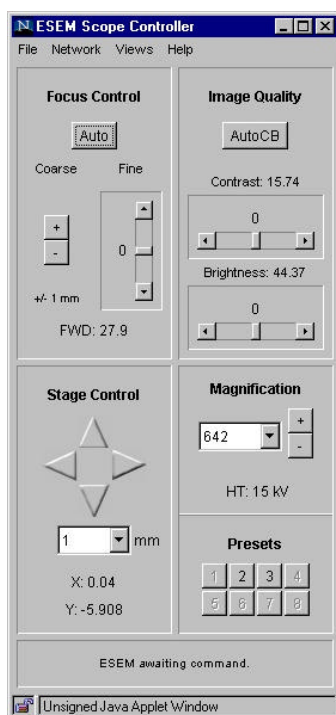 ESEM Scope Controller
File Network Views Help
Focus Control
Auto
Coarse Fine
+
-
0
+/- 1 mm
FWD: 27.9
Image Quality
AutoCB
Contrast: 15.74
0
Brightness: 44.37
0
Stage Control
1 mm
X: 0.04
Y: -5.908
Magnification
642
+
-
HT: 15 kV
Presets
1 2 3 4
5 6 7 8
ESEM awaiting command.
Unsigned Java Applet Window